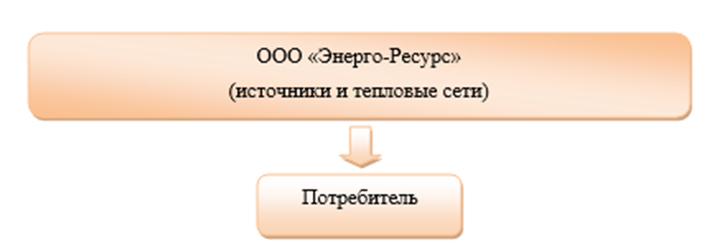 ООО «Энерго-Ресурс»
(источники и тепловые сети)
Потребитель